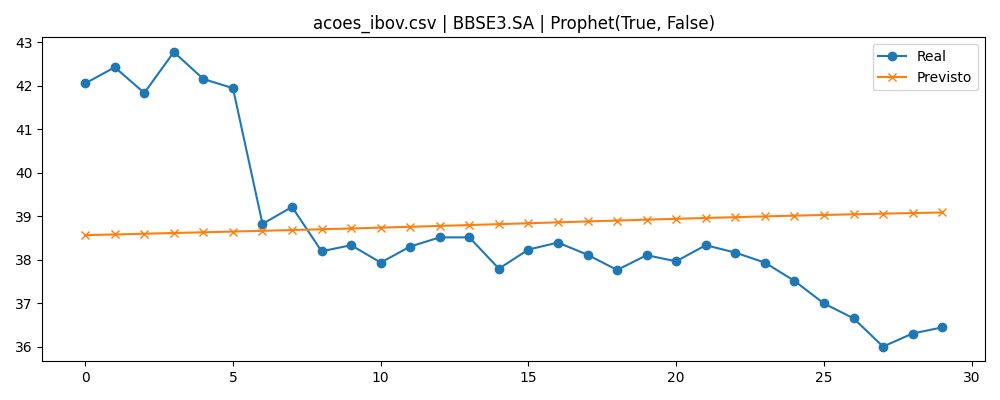 acoes_ibov.csv | BBSE3.SA | Prophet(True, False)
Real
Previsto
43
42
41
40
39
38
37
36
0 5 10 15 20 25 30